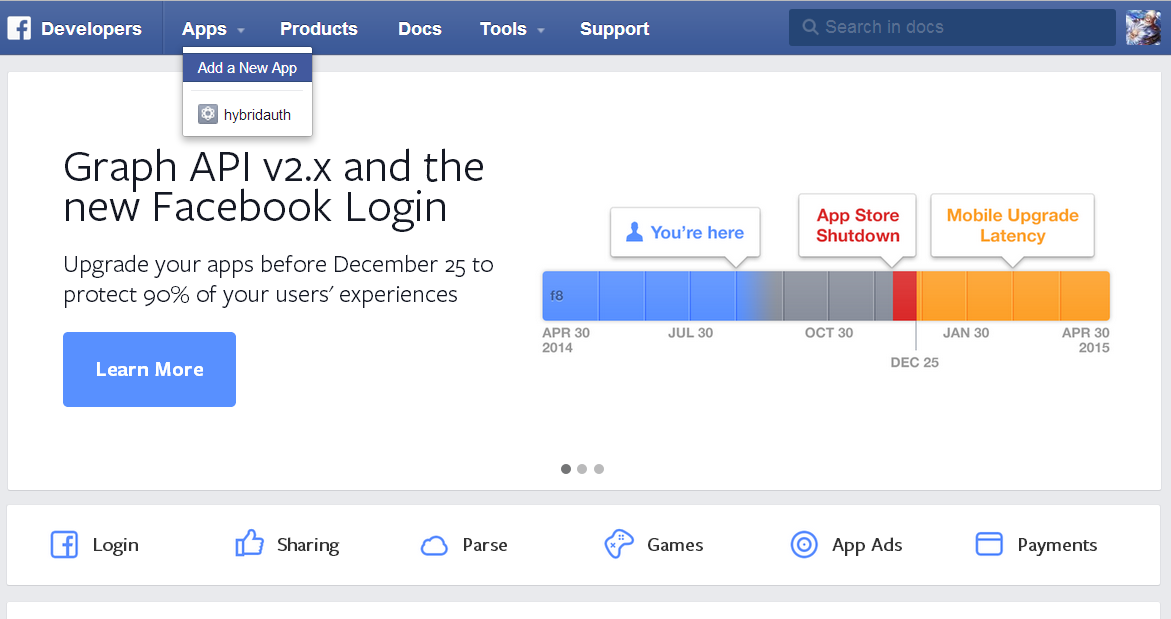 Developers Apps Products Docs Tools Support Search in docs
Add a New App
hybridauth
Graph API v2.x and the
new Facebook Login
Upgrade your apps before December 25 to
protect 90% of your users' experiences
Learn More
You're here
App Store
Shutdown
Mobile Upgrade
Latency
f8
APR 30
2014
JUL 30
OCT 30
DEC 25
JAN 30
APR 30
2015
Login Sharing Parse Games App Ads Payments